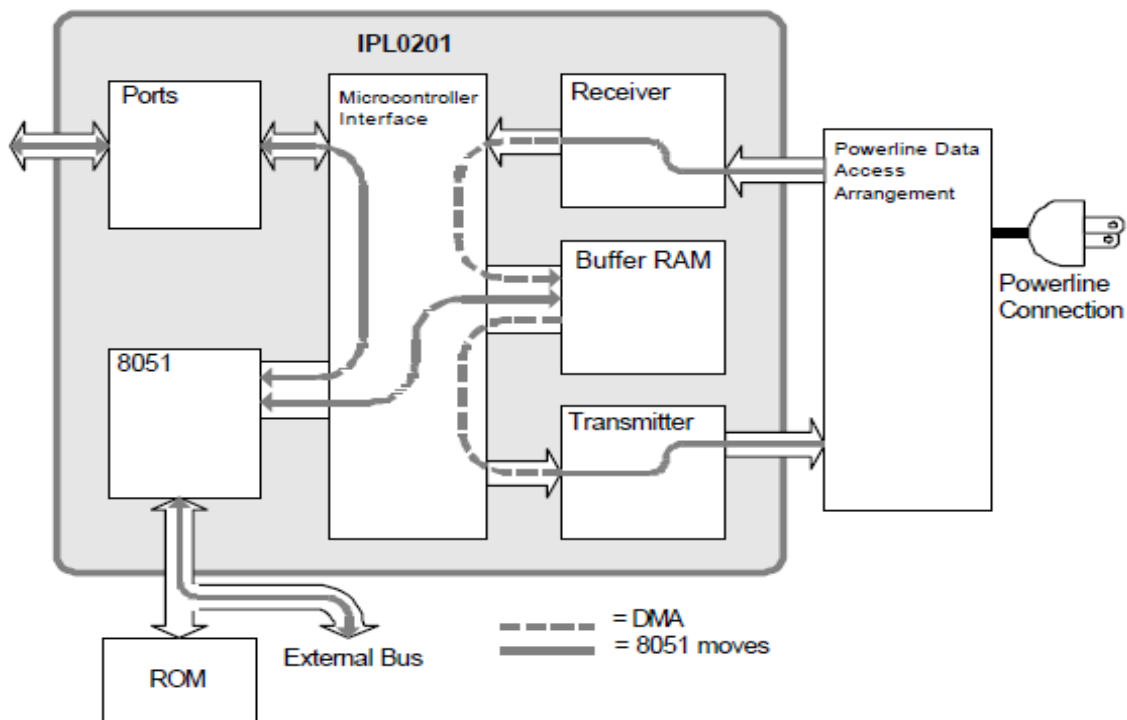 IPL0201
Ports
Microcontroller
Interface
Receiver
Powerline Data
Access
Arrangement
Buffer RAM
Powerline
Connection
8051
Transmitter
= DMA
= 8051 moves
External Bus
ROM